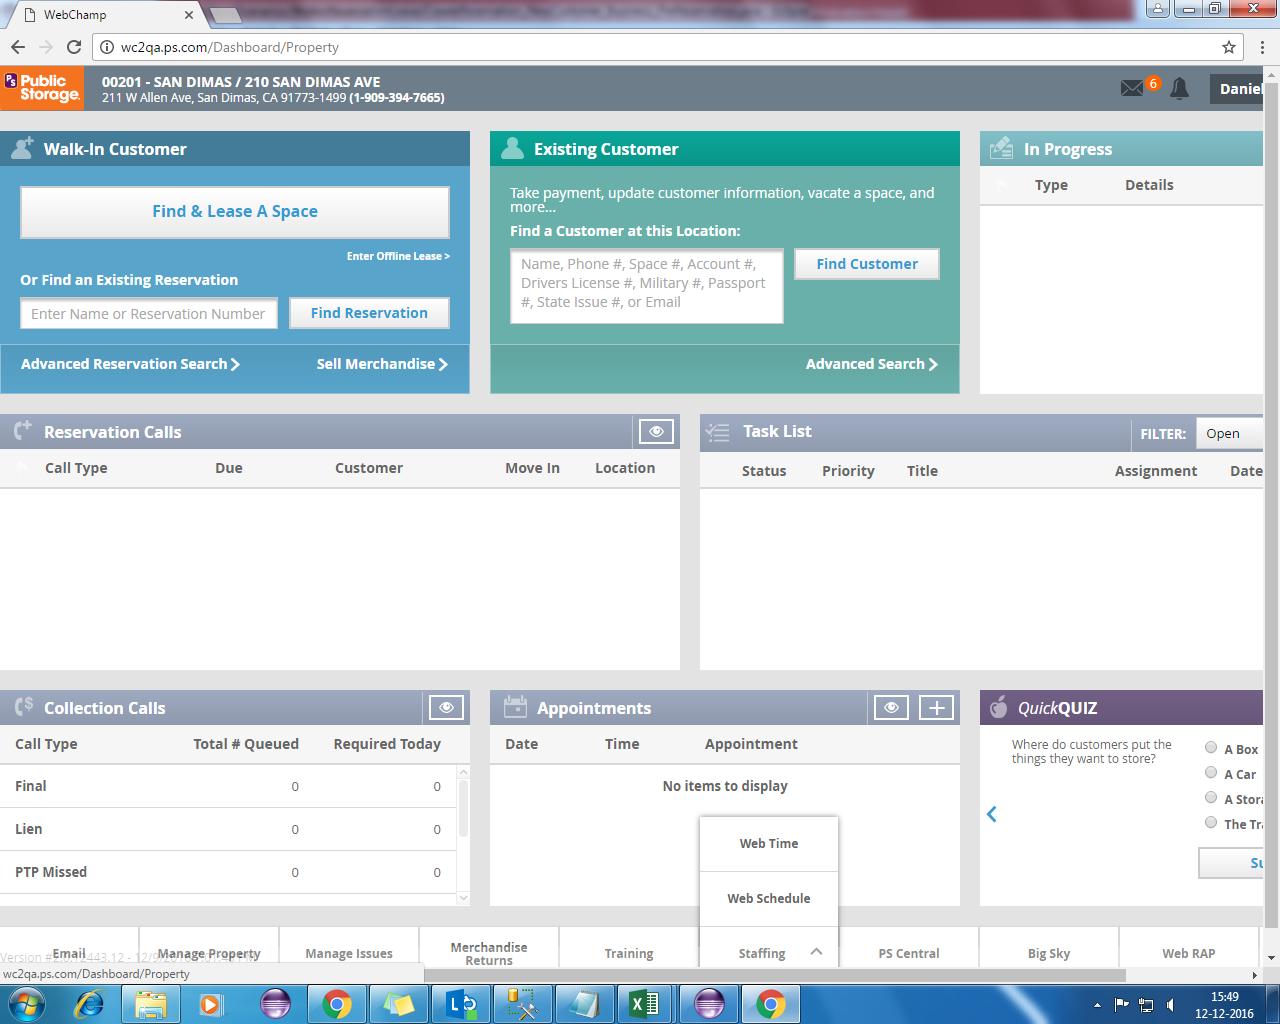 WebChamp
wc2qa.ps.com/Dashboard/Property
PS Public Storage.
00201 - SAN DIMAS / 210 SAN DIMAS AVE
211 W Allen Ave, San Dimas, CA 91773-1499 (1-909-394-7665)
6
Daniel
Walk-In Customer
Find & Lease A Space
Enter Offline Lease >
Or Find an Existing Reservation
Enter Name or Reservation Number
Find Reservation
Advanced Reservation Search
Sell Merchandise
Existing Customer
Take payment, update customer information, vacate a space, and
more...
Find a Customer at this Location:
Name, Phone #, Space #, Account #,
Drivers License #, Military #, Passport
#, State Issue #, or Email
Find Customer
Advanced Search
In Progress
Type Details
Reservation Calls
Call Type Due Customer Move In Location
Task List
FILTER: Open
Status Priority Title Assignment Date
Collection Calls
Call Type Total # Queued Required Today
Final 0 0
Lien 0 0
PTP Missed 0 0
Appointments
Date Time Appointment
No items to display
QuickQUIZ
Where do customers put the
things they want to store?
A Box
A Car
A Stora
The Tra
Su
Web Time
Web Schedule
Email
Manage Property
Manage Issues
Merchandise
Returns
Training
Staffing
PS Central
Big Sky
Web RAP
wc2qa.ps.com/Dashboard/Property
15:49
12-12-2016